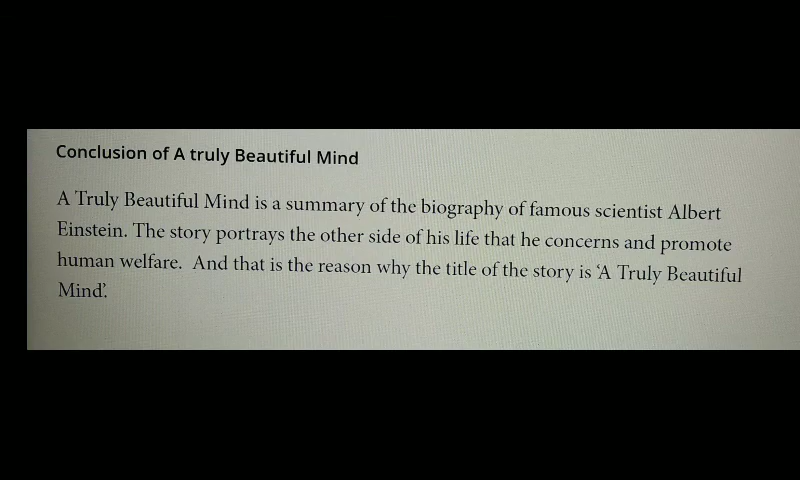 Conclusion of A truly Beautiful Mind
A Truly Beautiful Mind is a summary of the biography of famous scientist Albert
Einstein. The story portrays the other side of his life that he concerns and promote
human welfare.  And that is the reason why the title of the story is ‘A Truly Beautiful
Mind’.